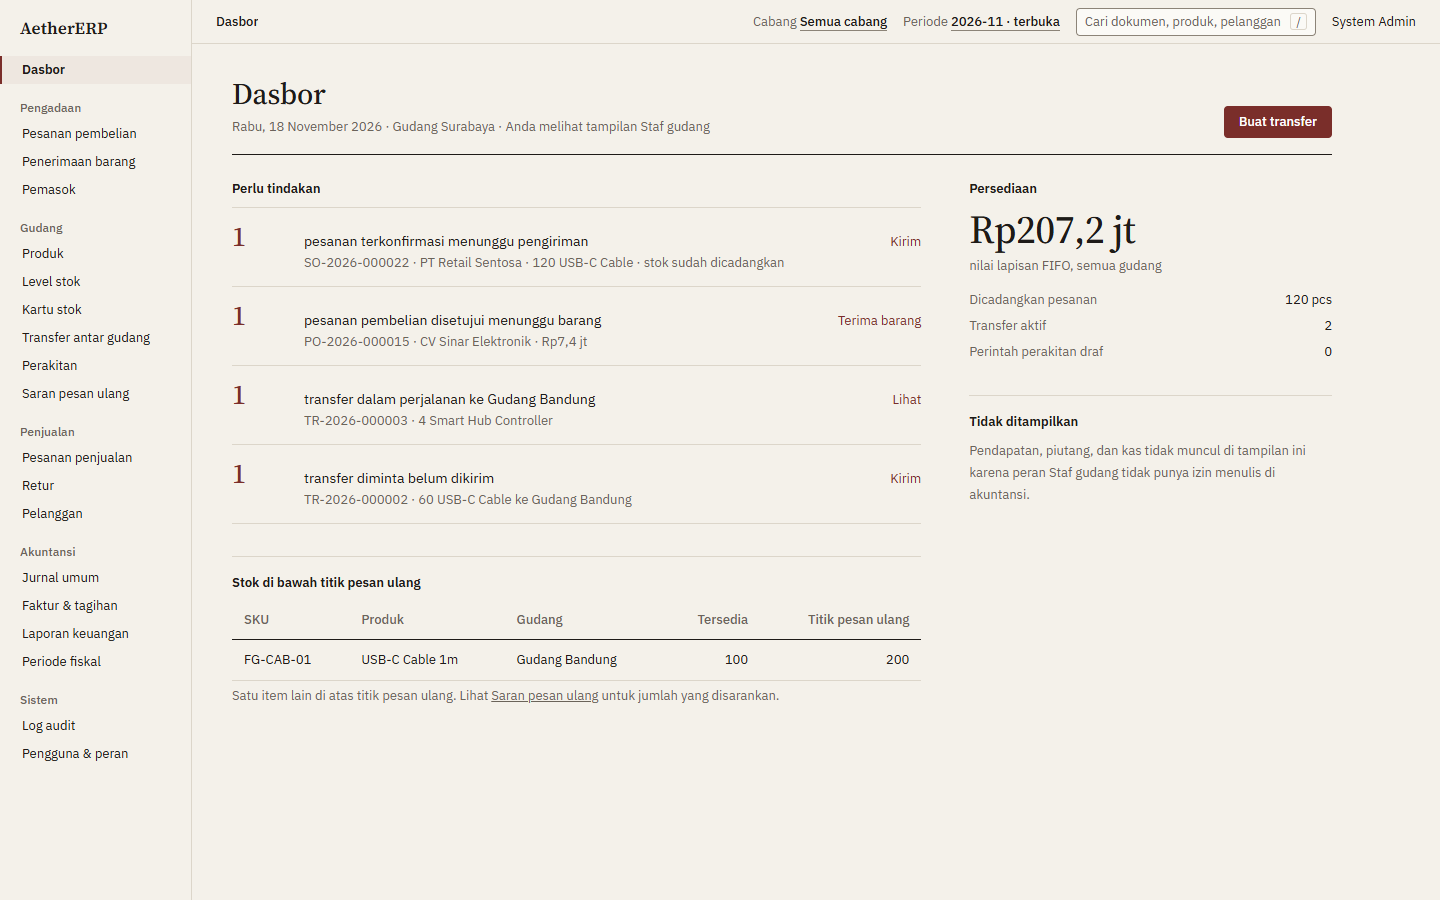 AetherERP
Dasbor
Pengadaan
Pesanan pembelian
Penerimaan barang
Pemasok
Gudang
Produk
Level stok
Kartu stok
Transfer antar gudang
Perakitan
Saran pesan ulang
Penjualan
Pesanan penjualan
Retur
Pelanggan
Akuntansi
Jurnal umum
Faktur & tagihan
Laporan keuangan
Periode fiskal
Sistem
Log audit
Pengguna & peran
Dasbor
Cabang Semua cabang
Periode 2026-11 · terbuka
Cari dokumen, produk, pelanggan /
System Admin
Dasbor
Rabu, 18 November 2026 · Gudang Surabaya · Anda melihat tampilan Staf gudang
Buat transfer
Perlu tindakan
1 pesanan terkonfirmasi menunggu pengiriman Kirim
SO-2026-000022 · PT Retail Sentosa · 120 USB-C Cable · stok sudah dicadangkan
1 pesanan pembelian disetujui menunggu barang Terima barang
PO-2026-000015 · CV Sinar Elektronik · Rp7,4 jt
1 transfer dalam perjalanan ke Gudang Bandung Lihat
TR-2026-000003 · 4 Smart Hub Controller
1 transfer diminta belum dikirim Kirim
TR-2026-000002 · 60 USB-C Cable ke Gudang Bandung
Stok di bawah titik pesan ulang
SKU Produk Gudang Tersedia Titik pesan ulang
FG-CAB-01 USB-C Cable 1m Gudang Bandung 100 200
Satu item lain di atas titik pesan ulang. Lihat Saran pesan ulang untuk jumlah yang disarankan.
Persediaan
Rp207,2 jt
nilai lapisan FIFO, semua gudang
Dicadangkan pesanan 120 pcs
Transfer aktif 2
Perintah perakitan draf 0
Tidak ditampilkan
Pendapatan, piutang, dan kas tidak muncul di tampilan ini
karena peran Staf gudang tidak punya izin menulis di
akuntansi.